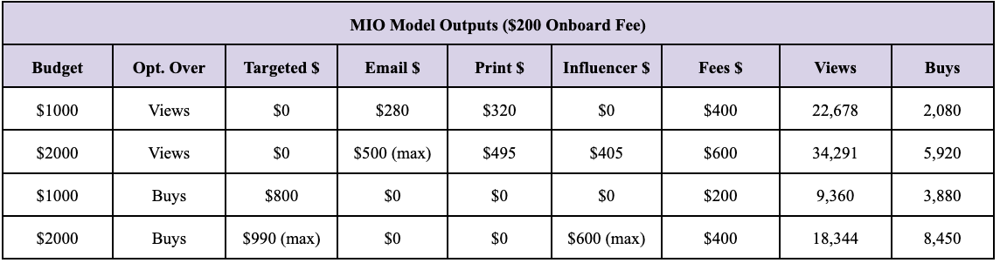 MIO Model Outputs ($200 Onboard Fee)
Budget Opt. Over Targeted $ Email $ Print $ Influencer $ Fees $ Views Buys
$1000 Views $0 $280 $320 $0 $400 22,678 2,080
$2000 Views $0 $500 (max) $495 $405 $600 34,291 5,920
$1000 Buys $800 $0 $0 $0 $200 9,360 3,880
$2000 Buys $990 (max) $0 $0 $600 (max) $400 18,344 8,450